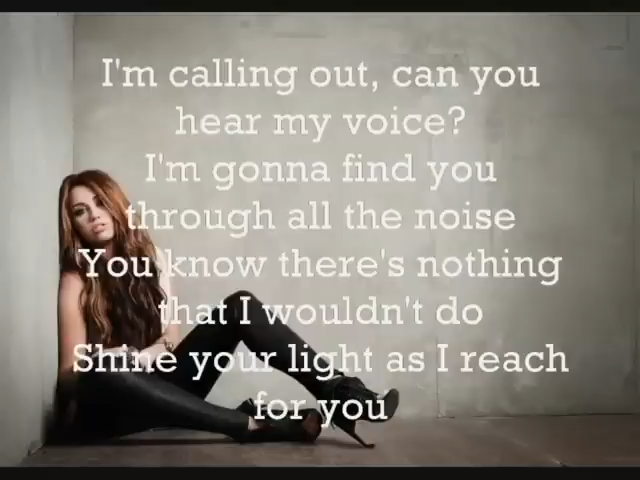 I'm calling out, can you
hear my voice?
I'm gonna find you
through all the noise
You know there's nothing
that I wouldn't do
Shine your light as I reach
for you